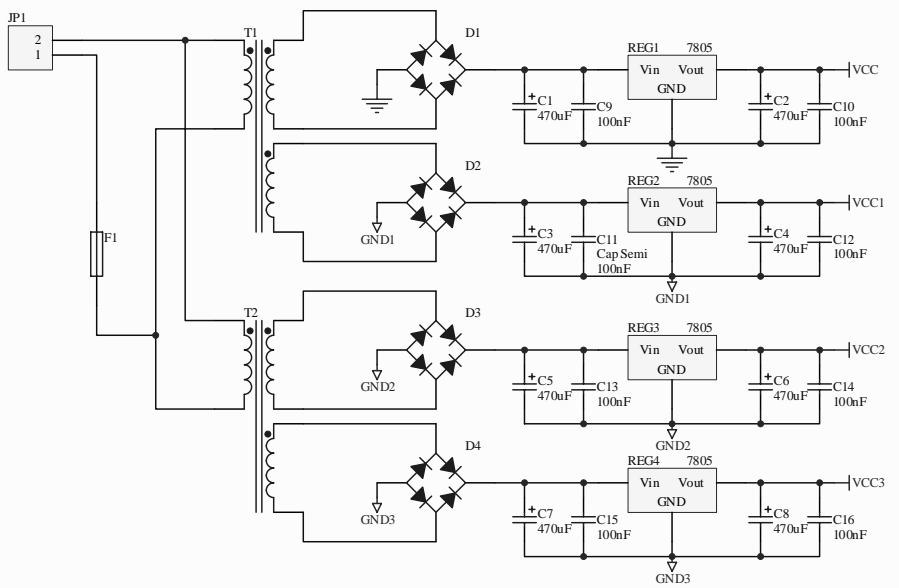 JP1
2
1
F1
T1
D1
REG1 7805
Vin Vout
GND
VCC
+
C1
470uF
C9
100nF
+
C2
470uF
C10
100nF
D2
GND1
REG2 7805
Vin Vout
GND
VCC1
+
C3
470uF
C11
Cap Semi
100nF
+
C4
470uF
C12
100nF
GND1
T2
D3
GND2
REG3 7805
Vin Vout
GND
VCC2
+
C5
470uF
C13
100nF
+
C6
470uF
C14
100nF
GND2
D4
GND3
REG4 7805
Vin Vout
GND
VCC3
+
C7
470uF
C15
100nF
+
C8
470uF
C16
100nF
GND3